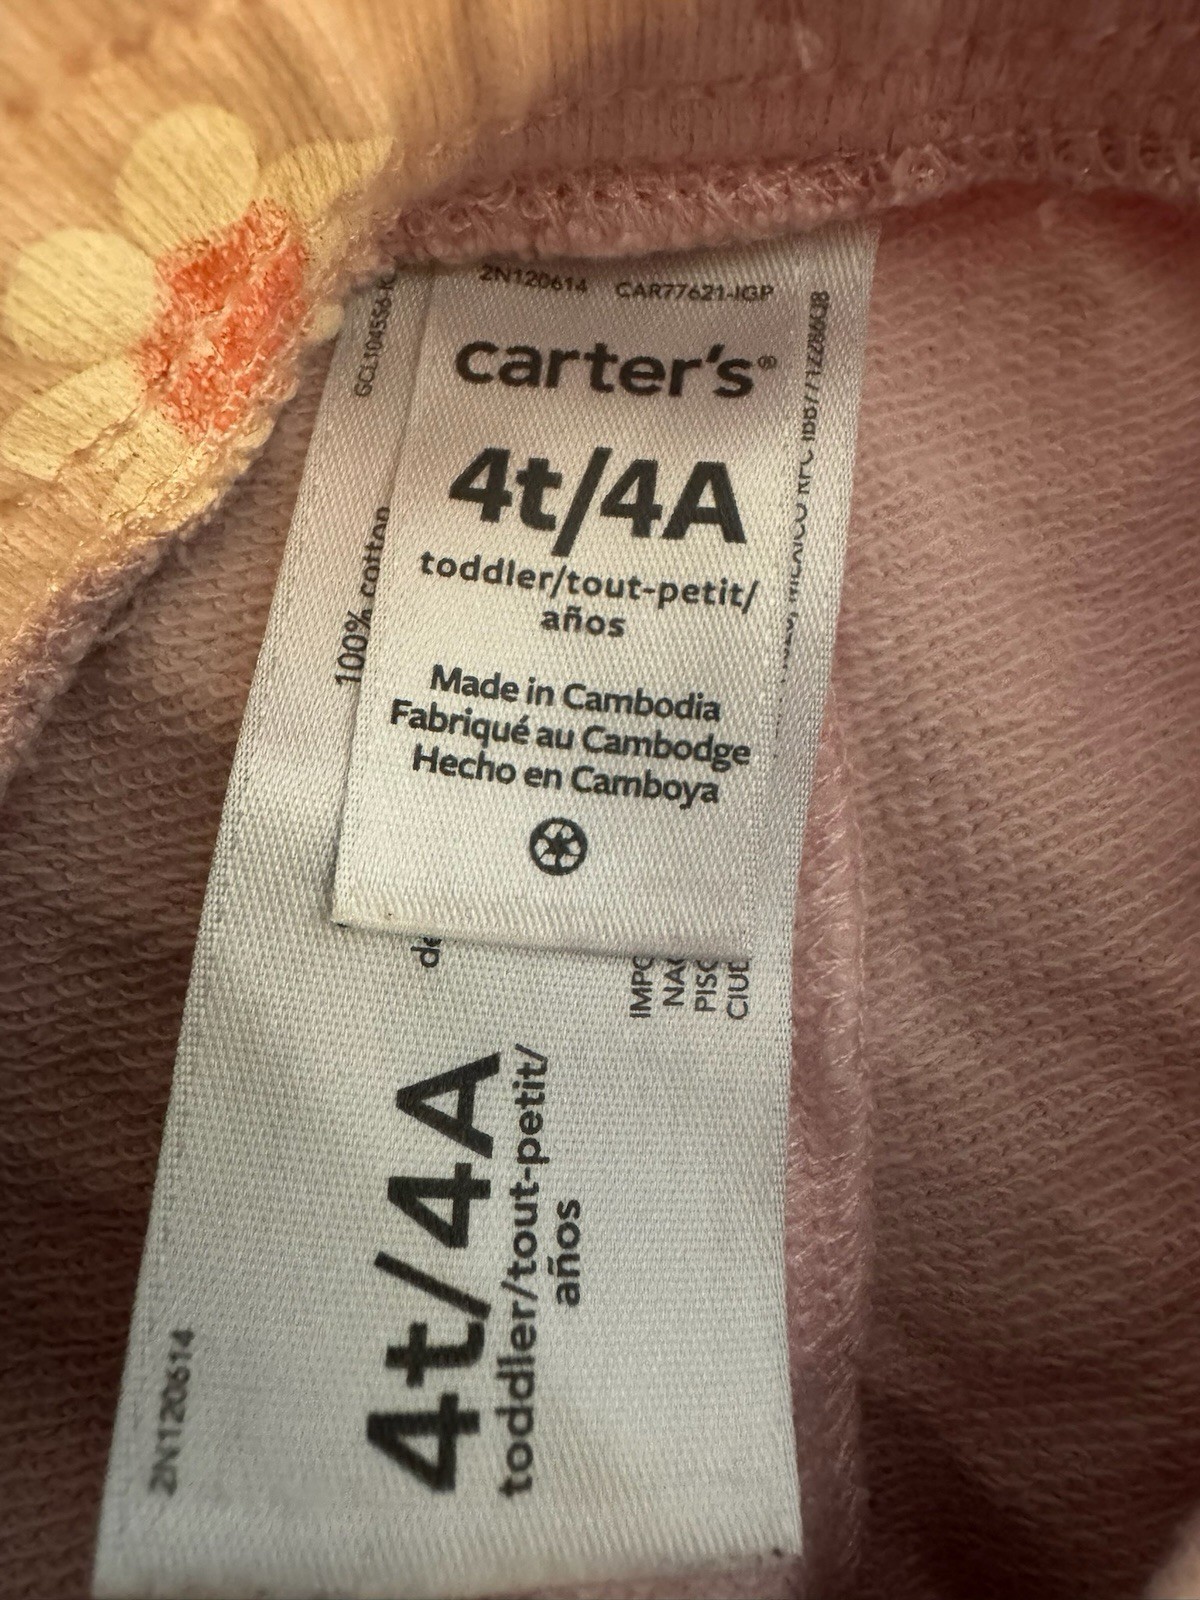 2N120614 CAR77621-IGP
carter's®
4t/4A
toddler/tout-petit/
años
Made in Cambodia
Fabriqué au Cambodge
Hecho en Camboya
100% cotton
4t/4A
toddler/tout-petit/
años
2N120614